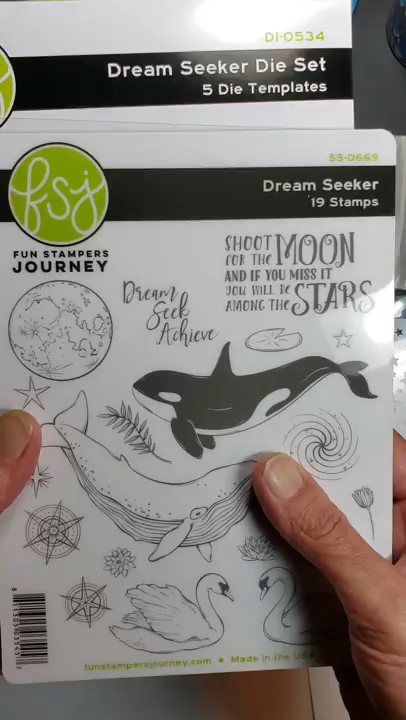 DI-0534
Dream Seeker Die Set
5 Die Templates
SS-0669
Dream Seeker
19 Stamps
fsj
FUN STAMPERS
JOURNEY
SHOOT
FOR THE MOON
AND IF YOU MISS IT
YOU WILL BE
AMONG THE STARS
Dream
Seek
Achieve
funstampersjourney.com • Made in the USA